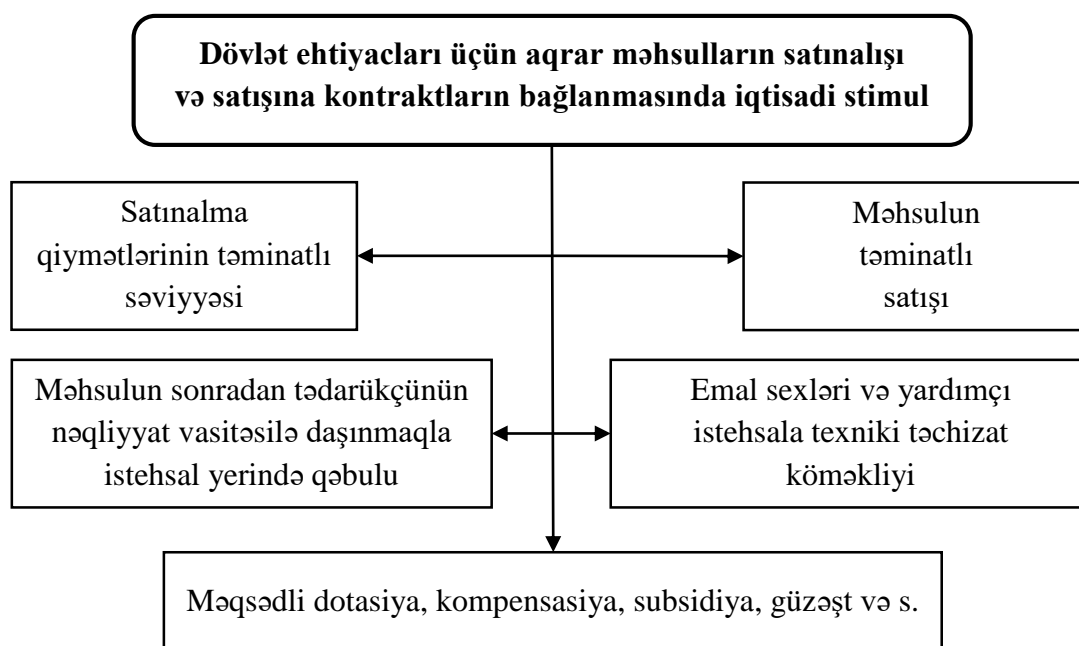 Dövlət ehtiyacları üçün aqrar məhsulların satınalışı
və satışına kontraktların bağlanmasında iqtisadi stimul
Satınalma
qiymətlərinin təminatlı
səviyyəsi
Məhsulun
təminatlı
satışı
Məhsulun sonradan tədarükçünün
nəqliyyat vasitəsilə daşınmaqla
istehsal yerində qəbulu
Emal sexləri və yardımçı
istehsala texniki təchizat
köməkliyi
Məqsədli dotasiya, kompensasiya, subsidiya, güzəşt və s.